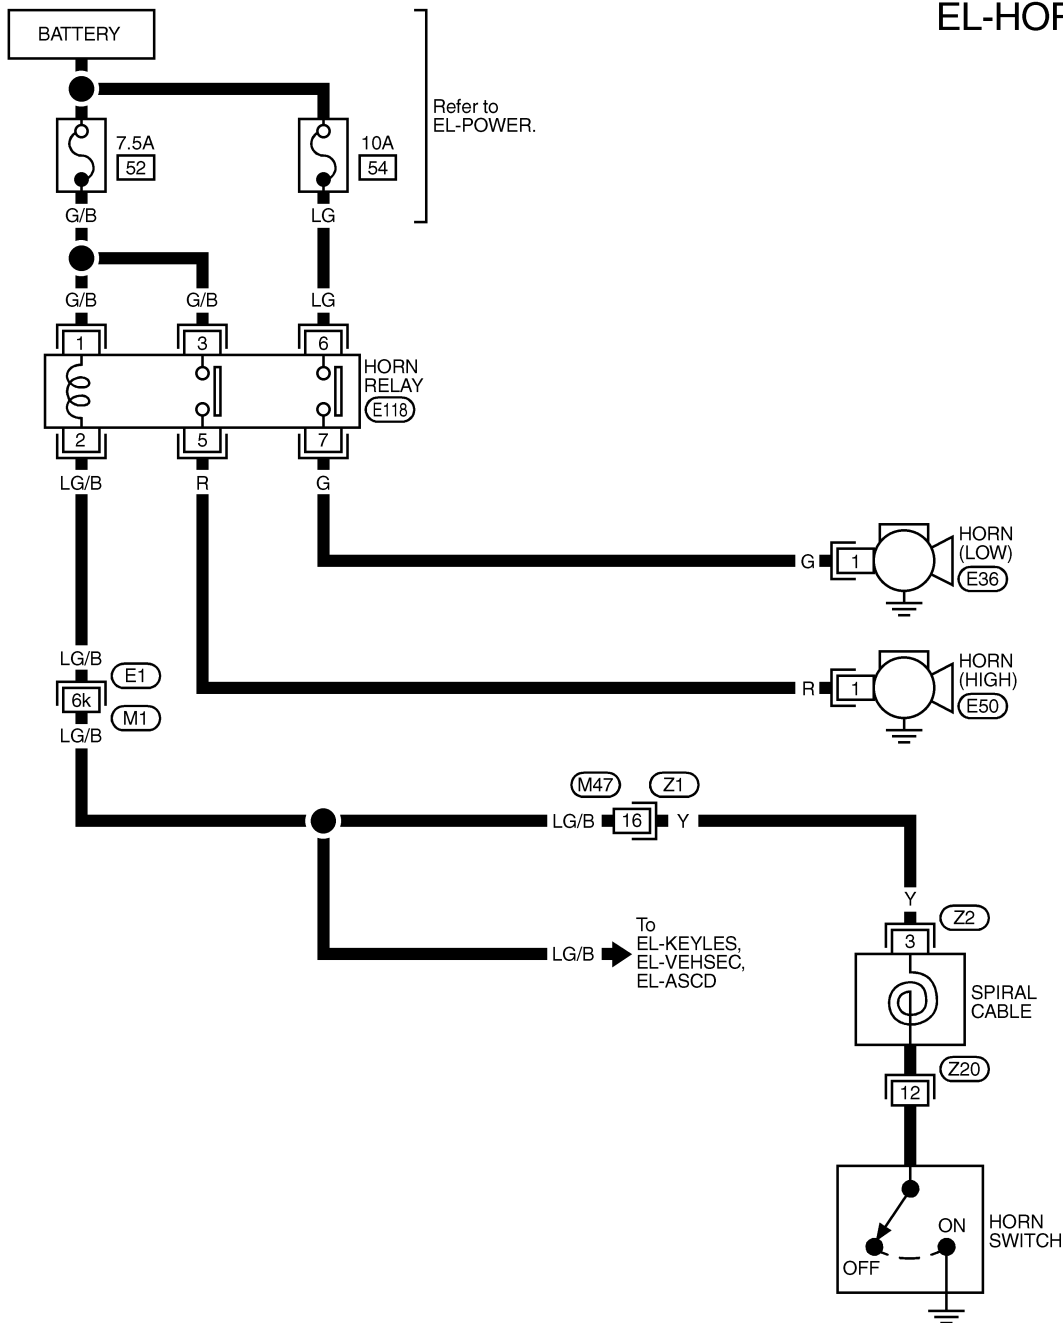 EL-HOR
BATTERY
Refer to
EL-POWER.
7.5A
52
10A
54
G/B
LG
G/B
G/B
LG
1
3
6
HORN
RELAY
E118
2
5
7
LG/B
R
G
G
1
HORN
(LOW)
E36
LG/B
E1
6k
M1
LG/B
R
1
HORN
(HIGH)
E50
M47
Z1
LG/B
16
Y
Y
Z2
3
LG/B
To
EL-KEYLES,
EL-VEHSEC,
EL-ASCD
SPIRAL
CABLE
Z20
12
ON
OFF
HORN
SWITCH